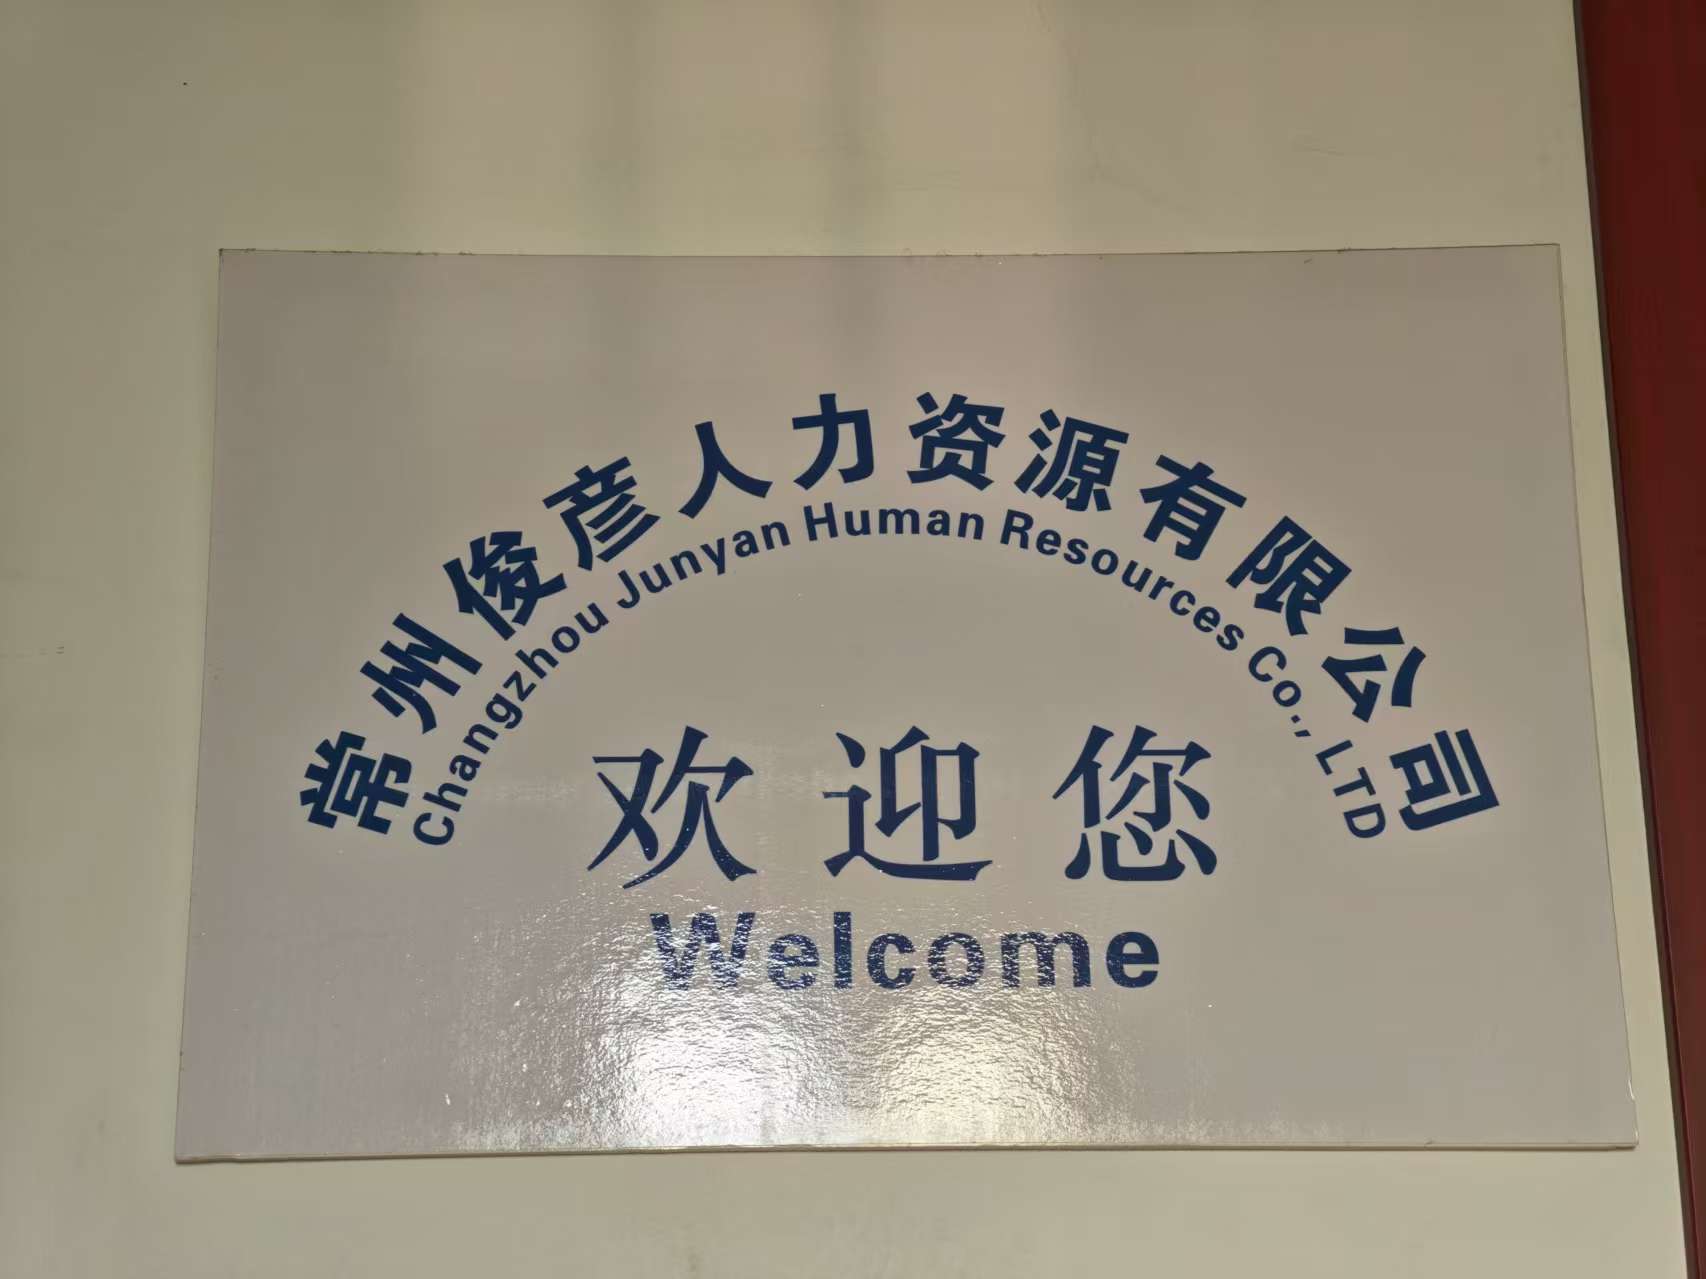 常州俊彦人力资源有限公司
Changzhou Junyan Human Resources Co., LTD
欢迎您
Welcome